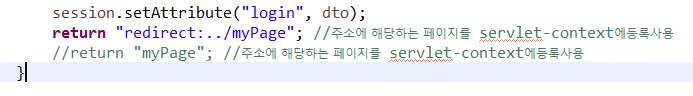 session.setAttribute("login", dto);
return "redirect:../myPage"; //주소에 해당하는 페이지를 servlet-context에등록사용
//return "myPage"; //주소에 해당하는 페이지를 servlet-context에등록사용
}